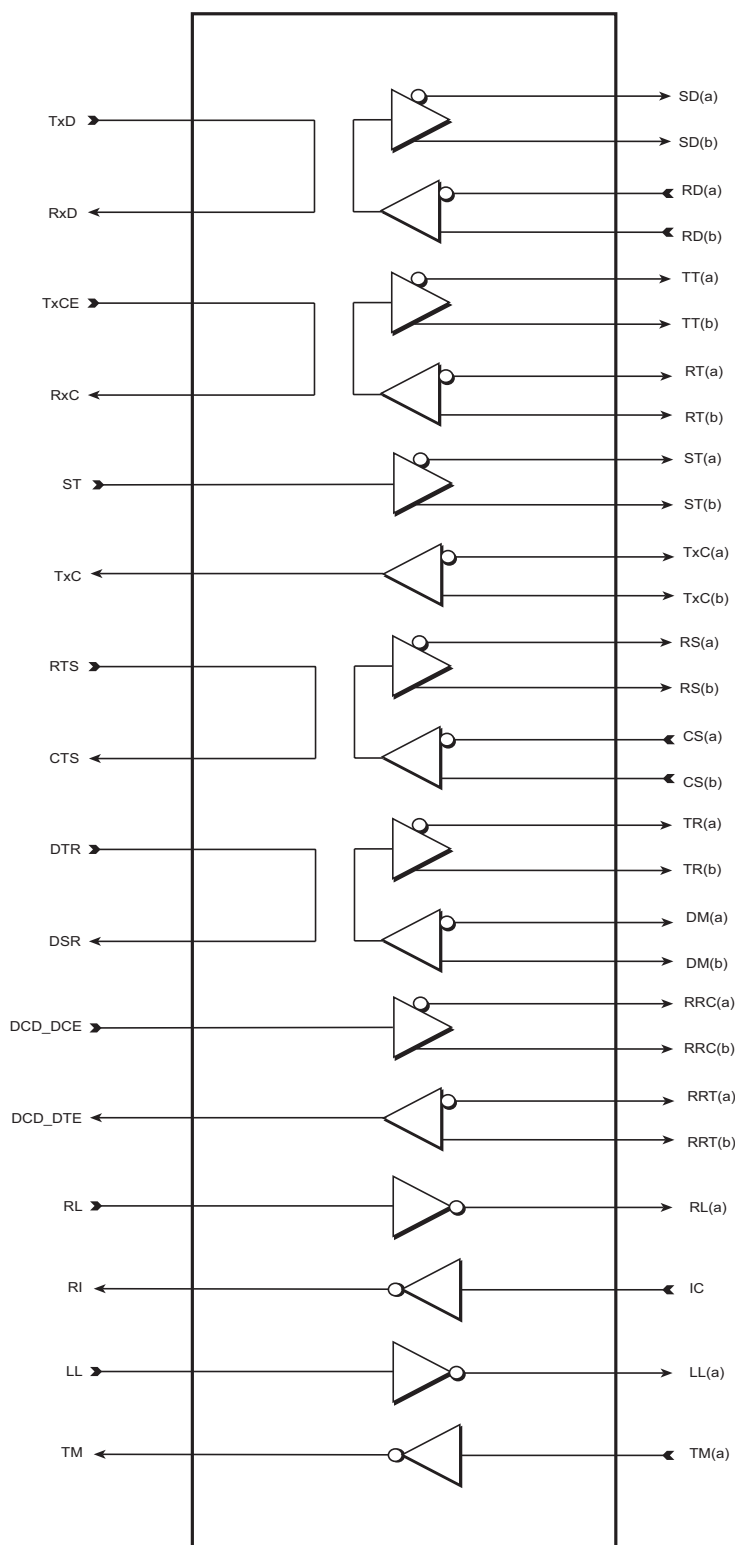 TxD
SD(a)
SD(b)
RxD
RD(a)
RD(b)
TxCE
TT(a)
TT(b)
RxC
RT(a)
RT(b)
ST
ST(a)
ST(b)
TxC
TxC(a)
TxC(b)
RTS
RS(a)
RS(b)
CTS
CS(a)
CS(b)
DTR
TR(a)
TR(b)
DSR
DM(a)
DM(b)
DCD_DCE
RRC(a)
RRC(b)
DCD_DTE
RRT(a)
RRT(b)
RL
RL(a)
RI
IC
LL
LL(a)
TM
TM(a)